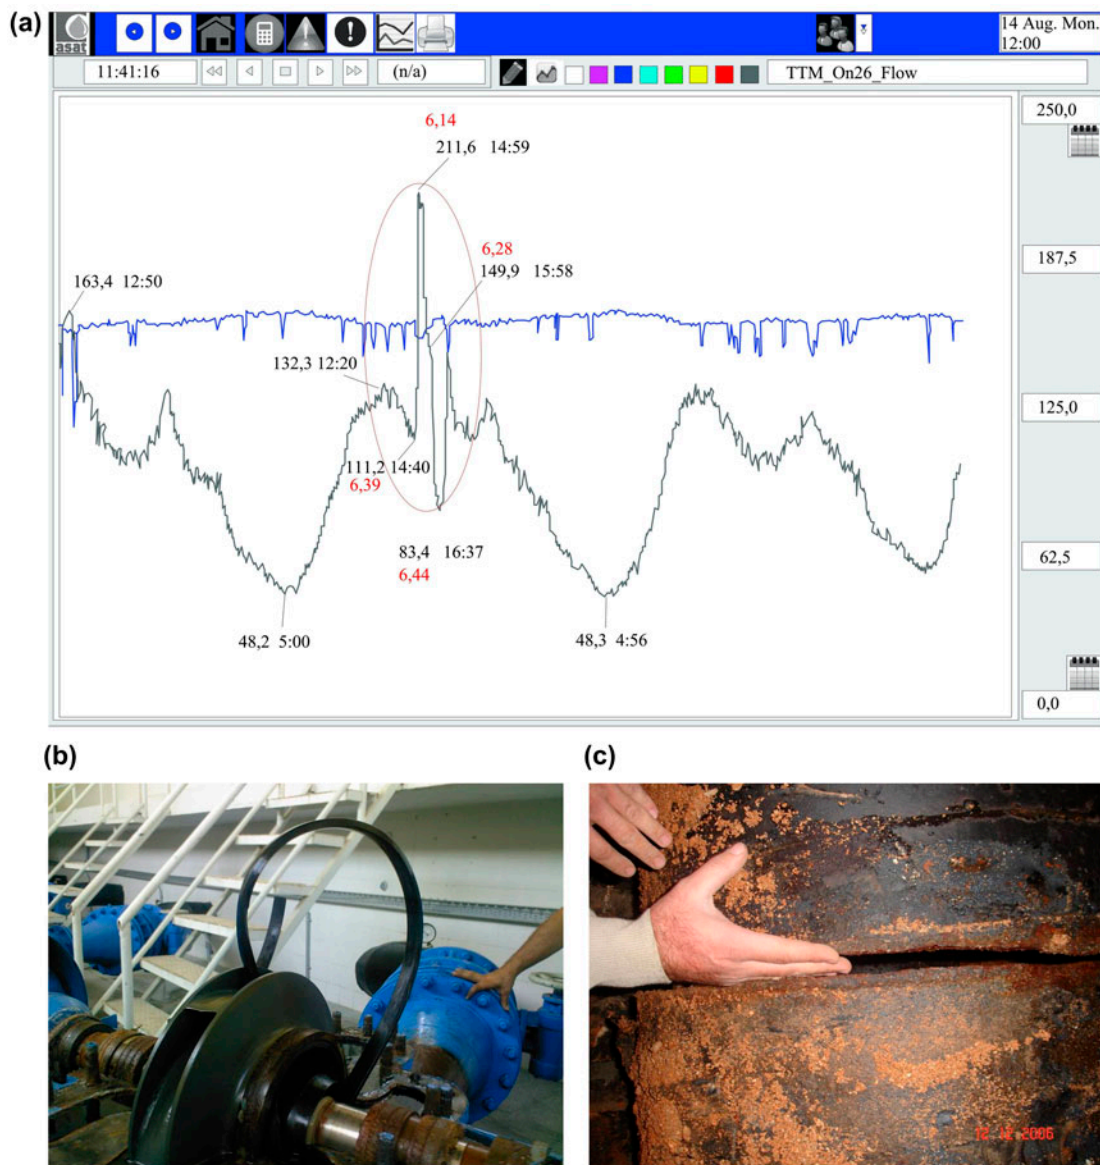 (a)
asat
14 Aug. Mon.
12:00
11:41:16
(n/a)
TTM_On26_Flow
250,0
6,14
211,6 14:59
6,28
187,5
163,4 12:50
149,9 15:58
132,3 12:20
125,0
111,2 14:40
6,39
83,4 16:37
62,5
6,44
48,2 5:00
48,3 4:56
0,0
(b)
(c)
12 12 2006